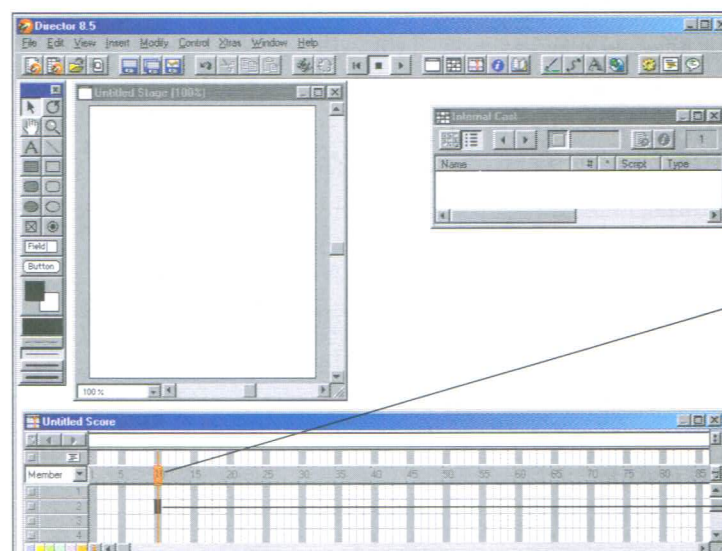 Director 8.5
File Edit View Insert Modify Control Xtras Window Help
Untitled Stage (100%)
Internal Cast
1
Name # * Script Type
A
Field
Button
100%
Untitled Score
Member 5 15 20 25 30 35 40 45 50 55 60 65 70 75 80 85
1
2
3
4